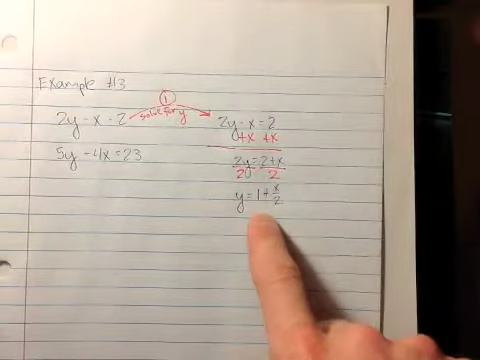 Example #3
①
2y - x = 2 solve for y 2y - x = 2
+x +x
5y - 4x = 23
2y = 2 + x
2 2
y = 1 + x/2